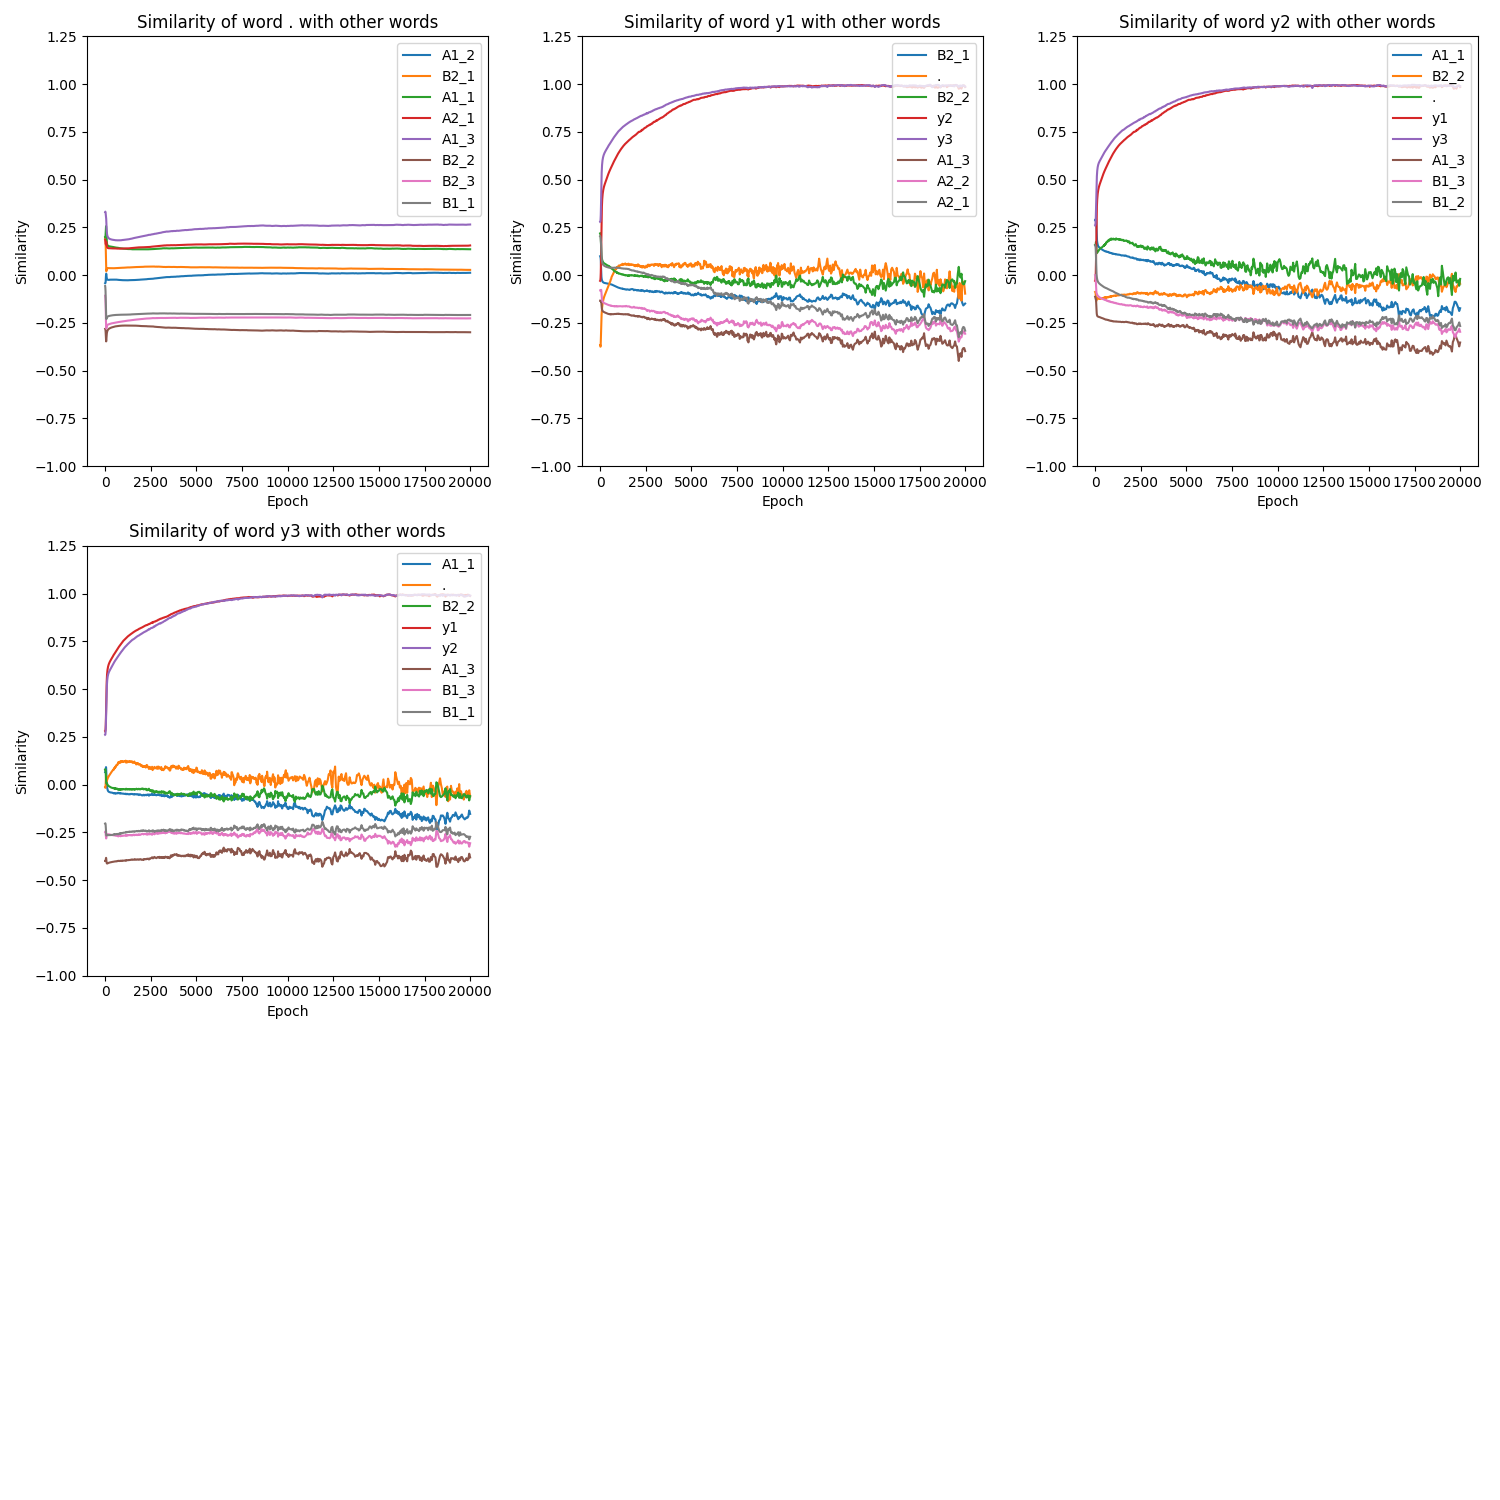 Similarity of word . with other words
1.25
1.00
0.75
0.50
0.25
0.00
−0.25
−0.50
−0.75
−1.00
Similarity
A1_2
B2_1
A1_1
A2_1
A1_3
B2_2
B2_3
B1_1
0 2500 5000 7500 10000 12500 15000 17500 20000
Epoch
Similarity of word y1 with other words
1.25
1.00
0.75
0.50
0.25
0.00
−0.25
−0.50
−0.75
−1.00
Similarity
B2_1
.
B2_2
y2
y3
A1_3
A2_2
A2_1
0 2500 5000 7500 10000 12500 15000 17500 20000
Epoch
Similarity of word y2 with other words
1.25
1.00
0.75
0.50
0.25
0.00
−0.25
−0.50
−0.75
−1.00
Similarity
A1_1
B2_2
.
y1
y3
A1_3
B1_3
B1_2
0 2500 5000 7500 10000 12500 15000 17500 20000
Epoch
Similarity of word y3 with other words
1.25
1.00
0.75
0.50
0.25
0.00
−0.25
−0.50
−0.75
−1.00
Similarity
A1_1
.
B2_2
y1
y2
A1_3
B1_3
B1_1
0 2500 5000 7500 10000 12500 15000 17500 20000
Epoch